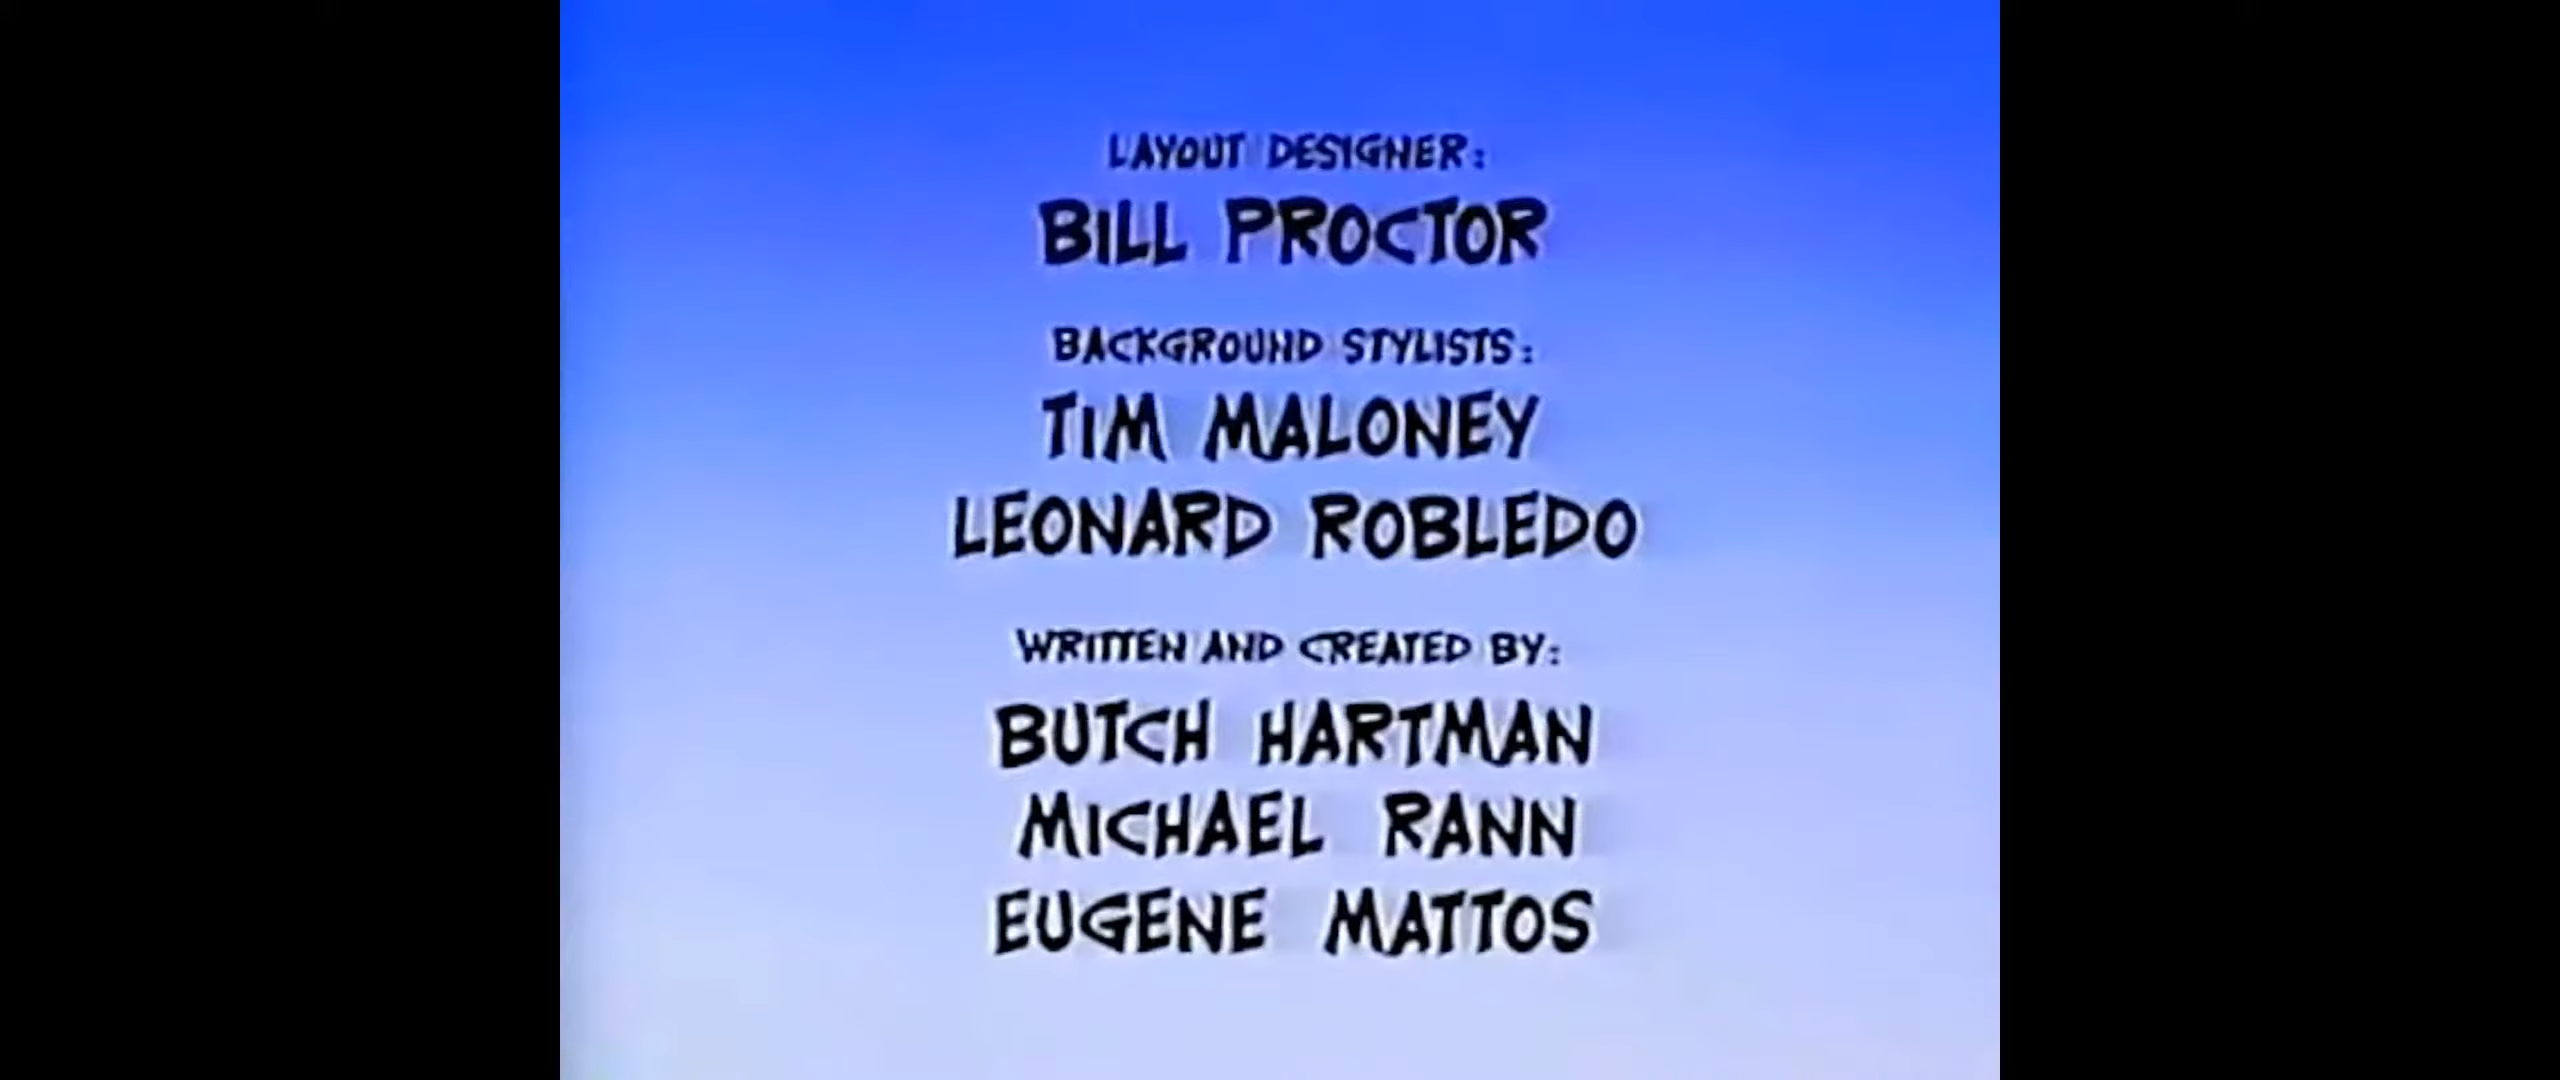 LAYOUT DESIGNER:
BILL PROCTOR
BACKGROUND STYLISTS:
TIM MALONEY
LEONARD ROBLEDO
WRITTEN AND CREATED BY:
BUTCH HARTMAN
MICHAEL RANN
EUGENE MATTOS